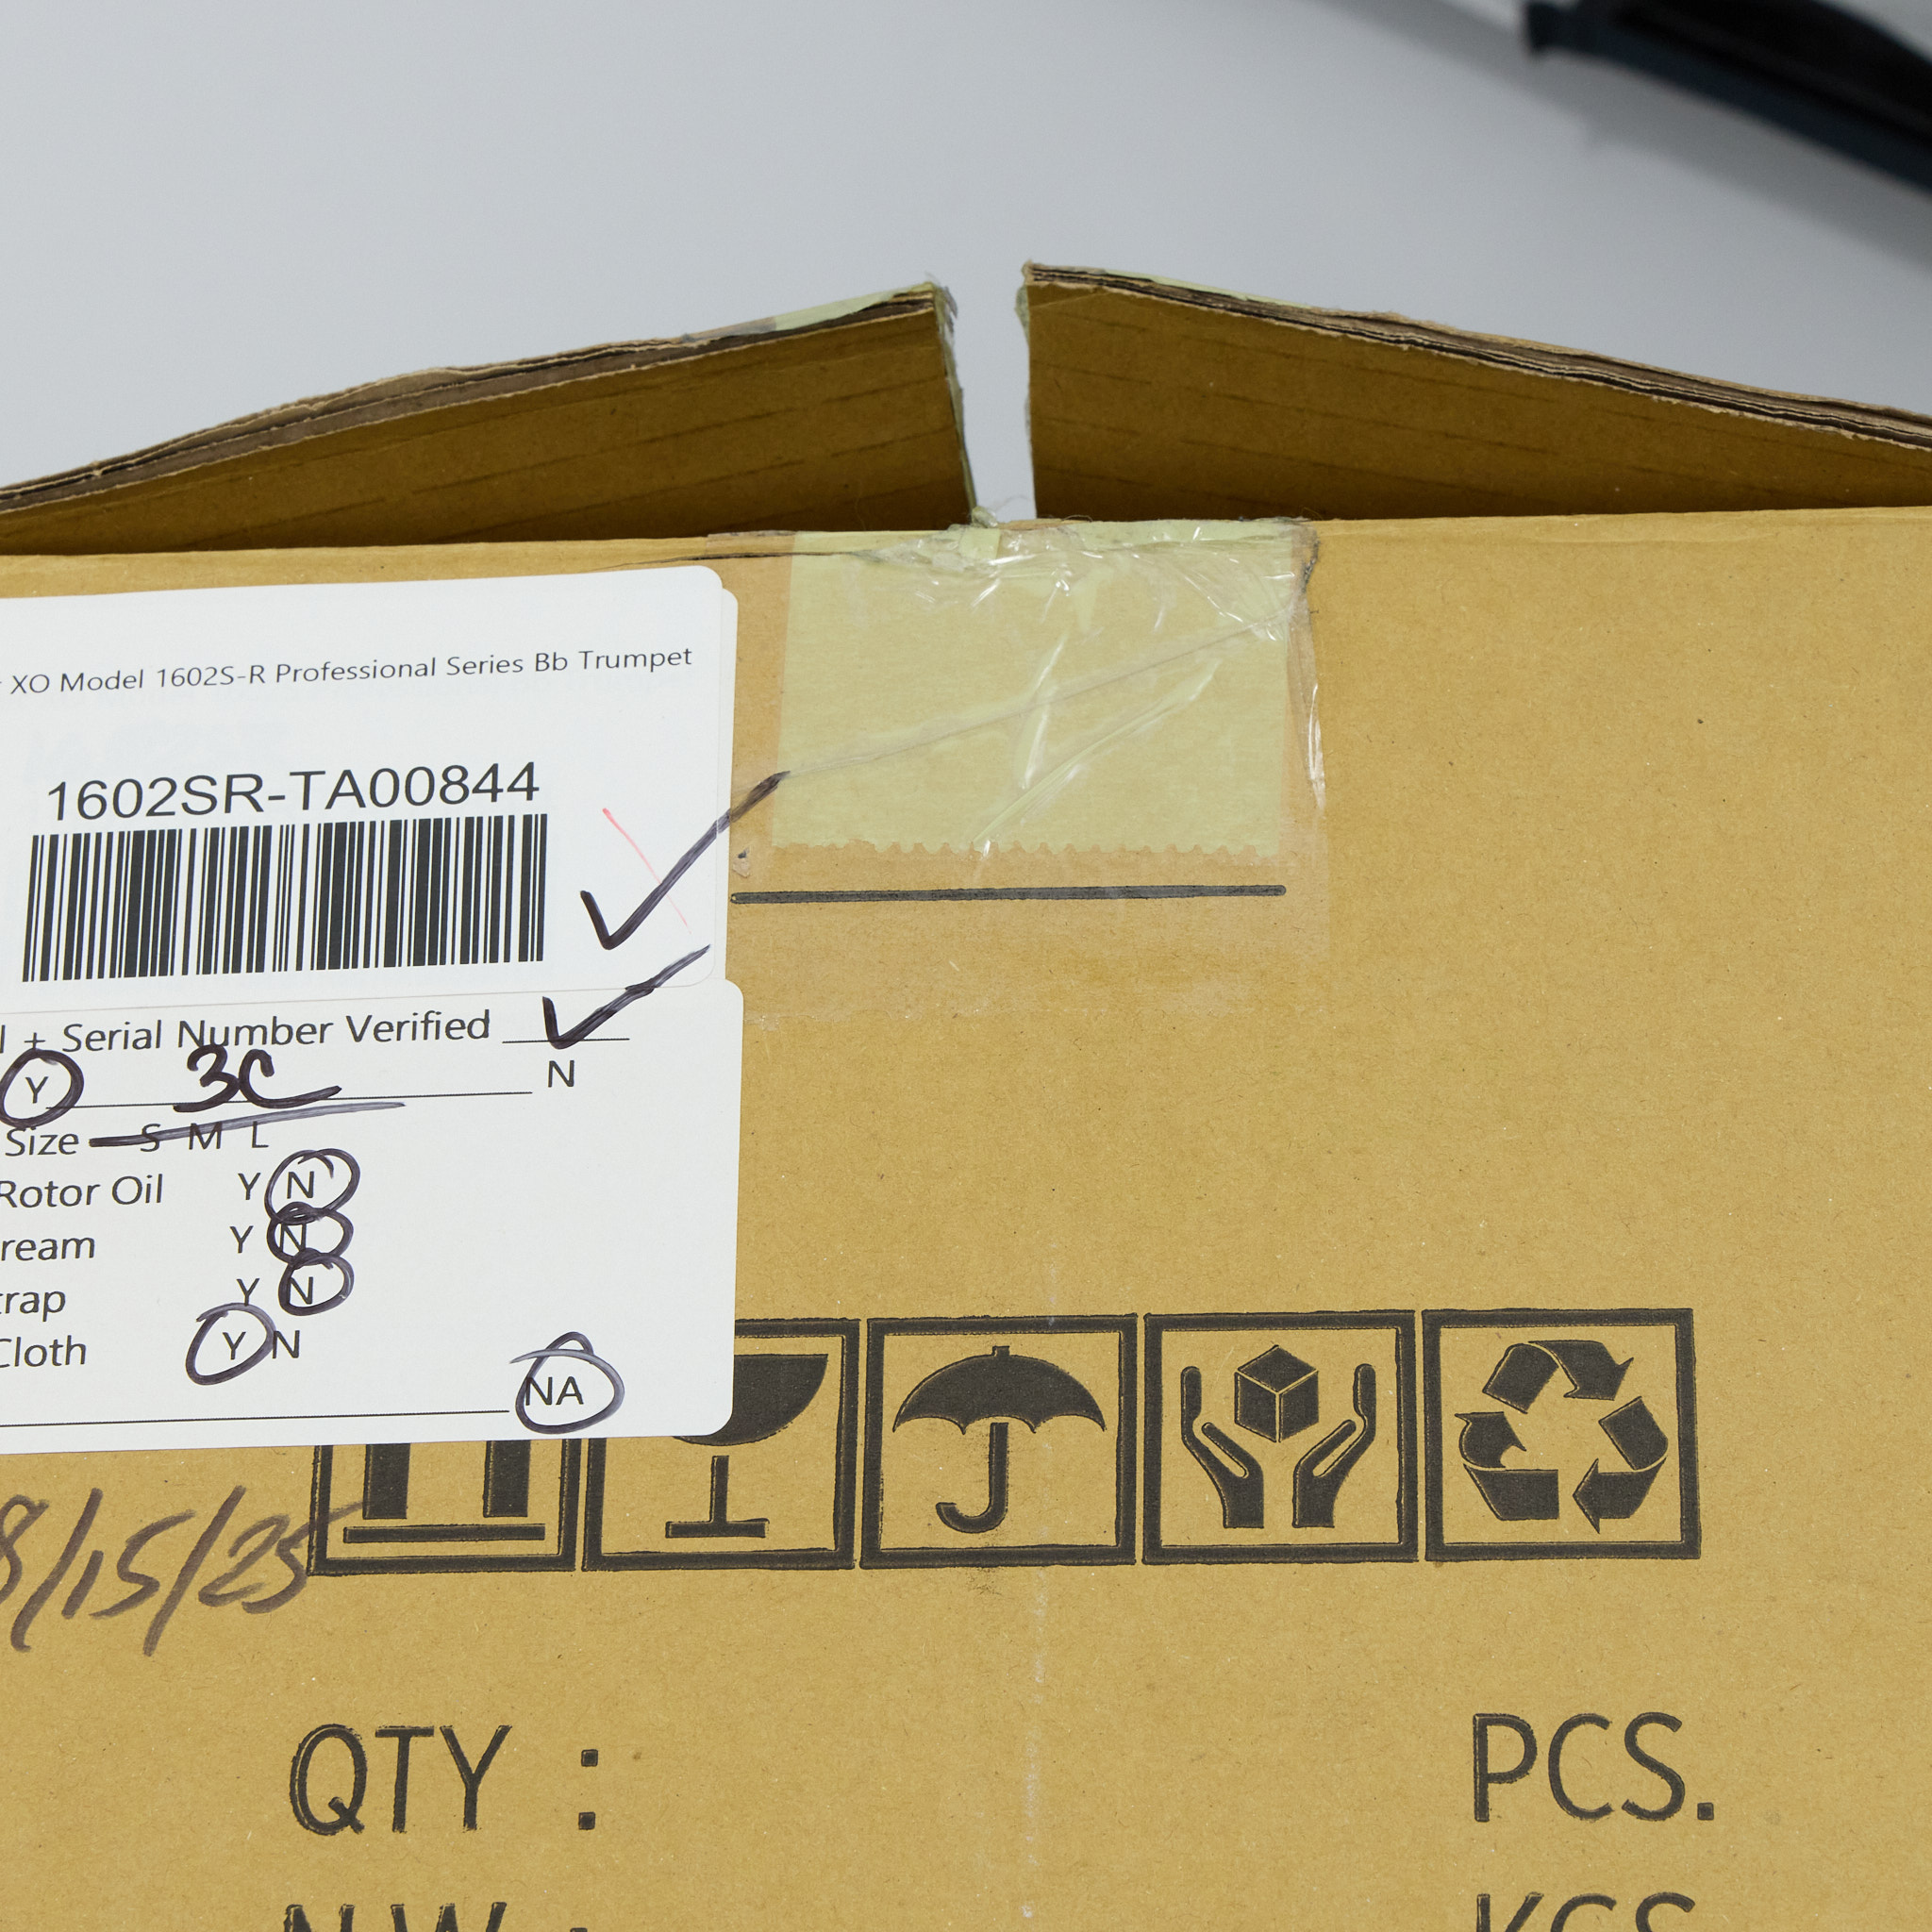 XO Model 1602S-R Professional Series Bb Trumpet
1602SR-TA00844
+ Serial Number Verified
Y 3C N
Size S M L
Rotor Oil Y N
ream Y N
trap Y N
Cloth Y N
NA
8/15/25
QTY : PCS.
N.W. : KGS